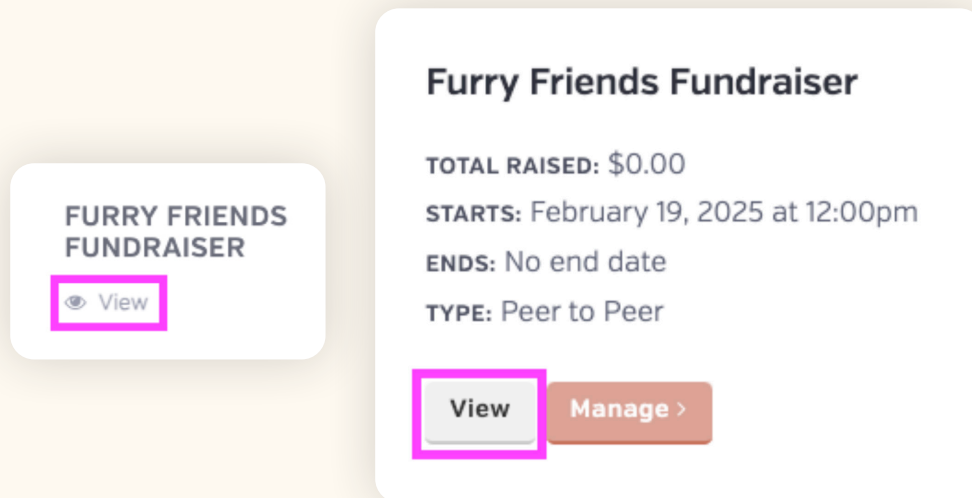 FURRY FRIENDS
FUNDRAISER
View
Furry Friends Fundraiser
TOTAL RAISED: $0.00
STARTS: February 19, 2025 at 12:00pm
ENDS: No end date
TYPE: Peer to Peer
View
Manage >